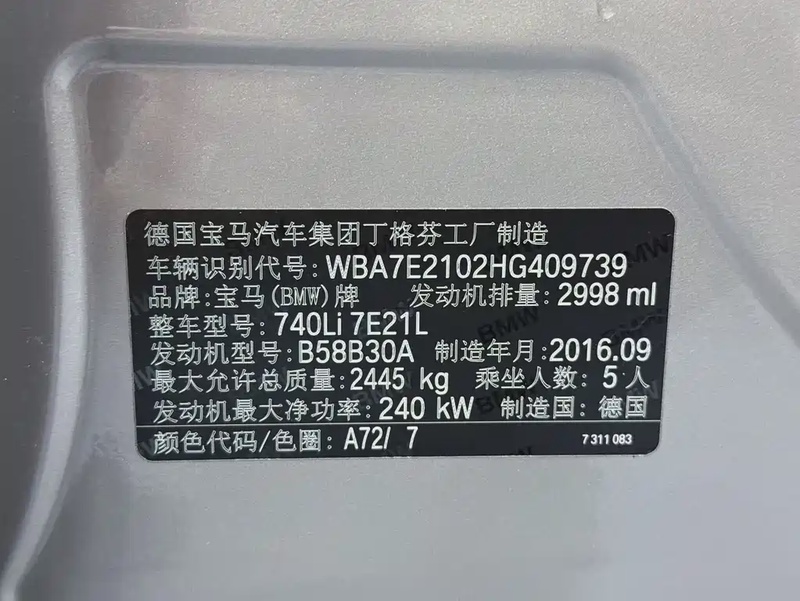 德国宝马汽车集团丁格芬工厂制造
车辆识别代号: WBA7E2102HG409739
品牌: 宝马(BMW)牌 发动机排量: 2998 ml
整车型号: 740Li 7E21L
发动机型号: B58B30A 制造年月: 2016.09
最大允许总质量: 2445 kg 乘坐人数: 5 人
发动机最大净功率: 240 kW 制造国: 德国
颜色代码/色圈: A72/ 7 7 311 083